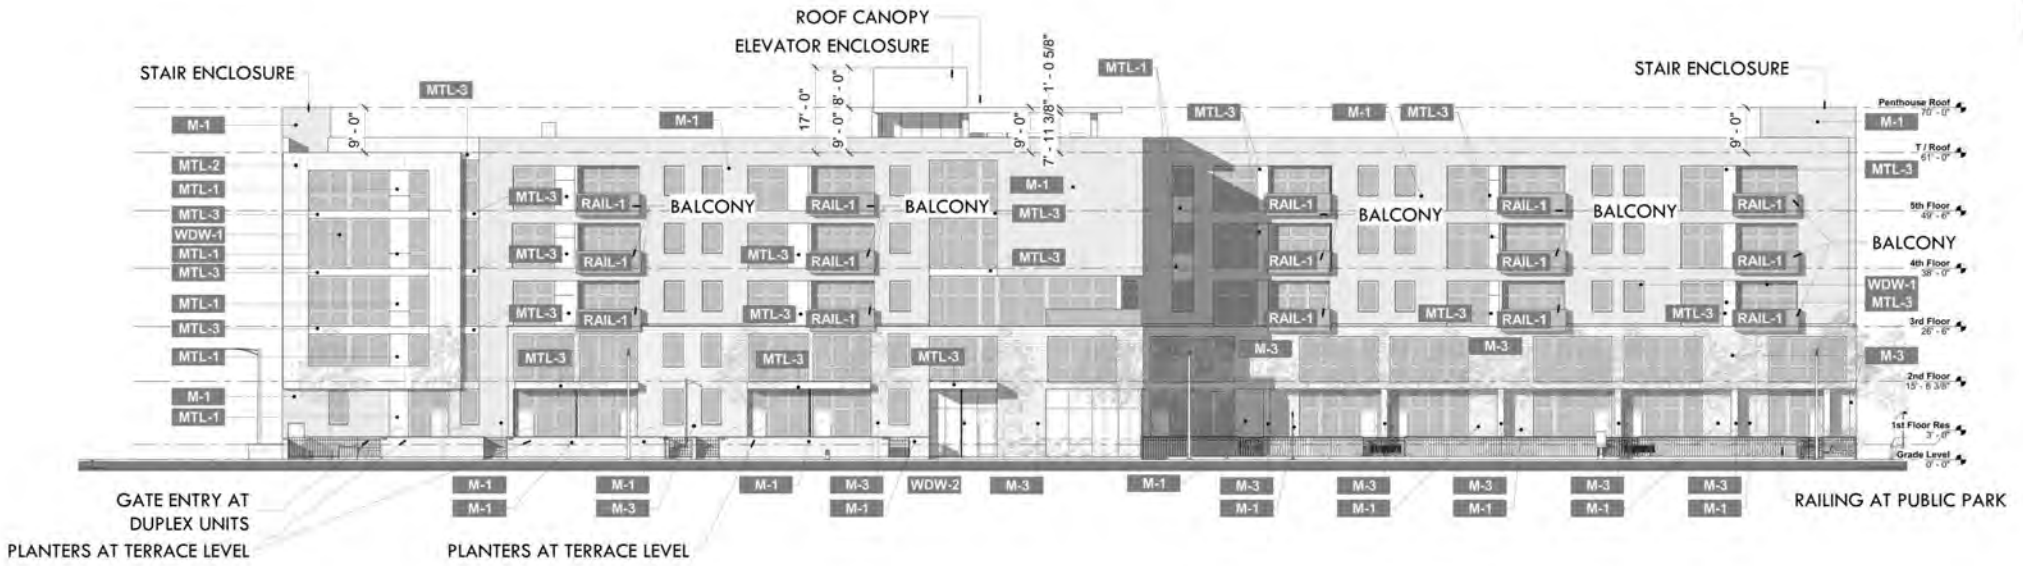 ROOF CANOPY
ELEVATOR ENCLOSURE
STAIR ENCLOSURE
STAIR ENCLOSURE
MTL-3
MTL-1
9' - 0"
17' - 0"
9' - 0"
8' - 0"
9' - 0"
7' - 11 3/8"
1' - 0 5/8"
9' - 0"
M-1
M-1
MTL-3
M-1
MTL-3
Penthouse Roof
70' - 0"
M-1
T / Roof
61' - 0"
MTL-2
MTL-1
MTL-3
WDW-1
MTL-1
MTL-3
MTL-1
MTL-3
MTL-1
M-1
MTL-1
MTL-3
RAIL-1
BALCONY
RAIL-1
BALCONY
M-1
MTL-3
RAIL-1
BALCONY
RAIL-1
BALCONY
RAIL-1
MTL-3
5th Floor
49' - 6"
MTL-3
RAIL-1
MTL-3
RAIL-1
MTL-3
RAIL-1
RAIL-1
RAIL-1
BALCONY
4th Floor
38' - 0"
WDW-1
MTL-3
MTL-3
RAIL-1
RAIL-1
RAIL-1
MTL-3
RAIL-1
MTL-3
RAIL-1
3rd Floor
26' - 6"
MTL-3
MTL-3
MTL-3
M-3
M-3
M-3
2nd Floor
15' - 6 3/8"
1st Floor Res
3' - 0"
Grade Level
0' - 0"
M-1
M-1
M-1
M-3
WDW-2
M-3
M-1
M-3
M-3
M-3
M-3
M-3
M-1
M-3
M-1
M-1
M-1
M-1
M-1
M-1
GATE ENTRY AT
DUPLEX UNITS
PLANTERS AT TERRACE LEVEL
PLANTERS AT TERRACE LEVEL
RAILING AT PUBLIC PARK